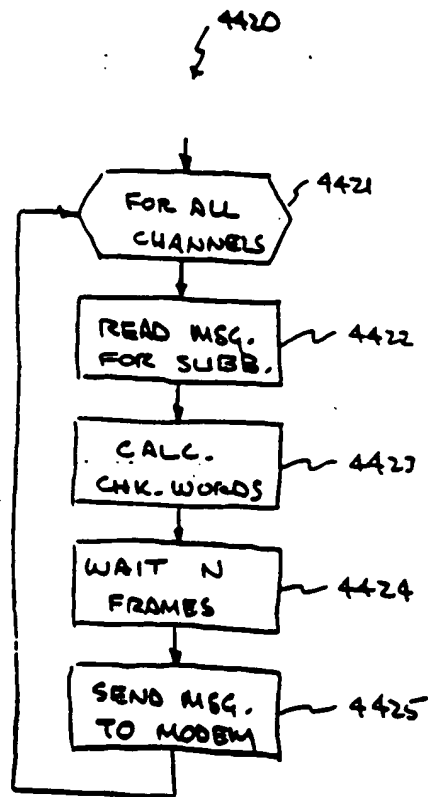 4420
FOR ALL
CHANNELS
4421
READ MSG.
FOR SUBB.
4422
CALC.
CHK. WORDS
4423
WAIT N
FRAMES
4424
SEND MSG.
TO MODEM
4425